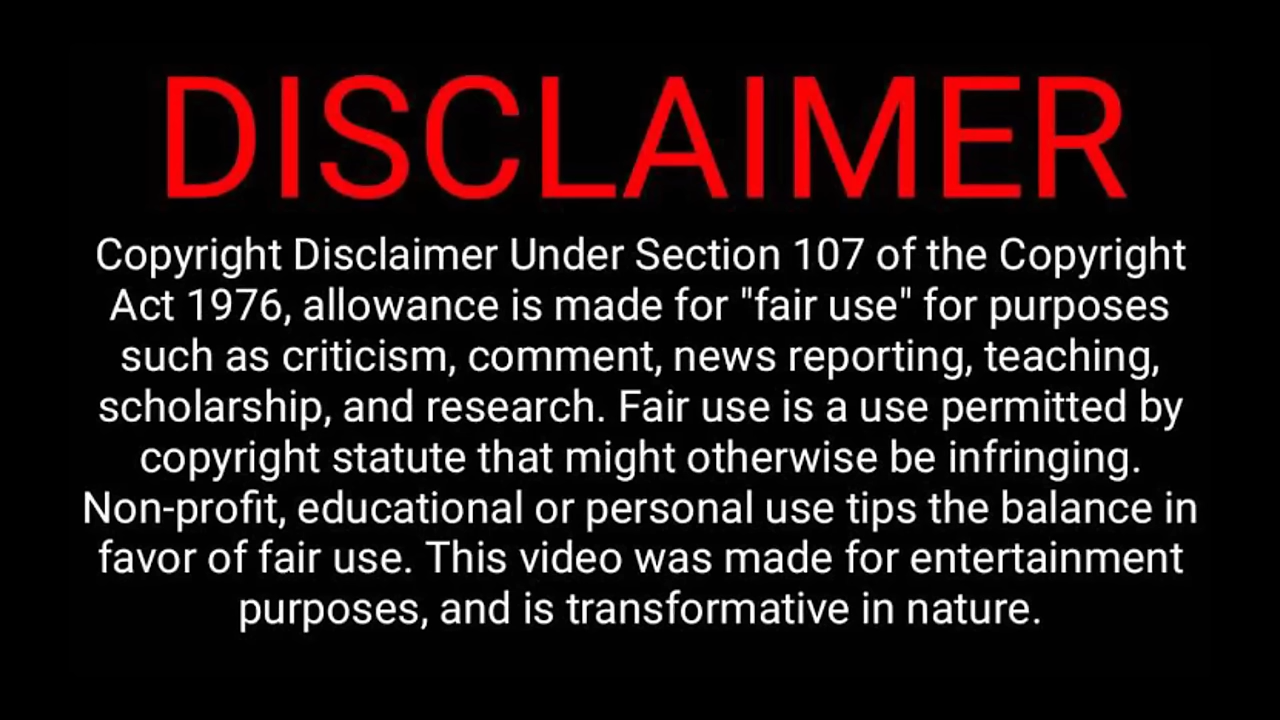 DISCLAIMER
Copyright Disclaimer Under Section 107 of the Copyright
Act 1976, allowance is made for "fair use" for purposes
such as criticism, comment, news reporting, teaching,
scholarship, and research. Fair use is a use permitted by
copyright statute that might otherwise be infringing.
Non-profit, educational or personal use tips the balance in
favor of fair use. This video was made for entertainment
purposes, and is transformative in nature.